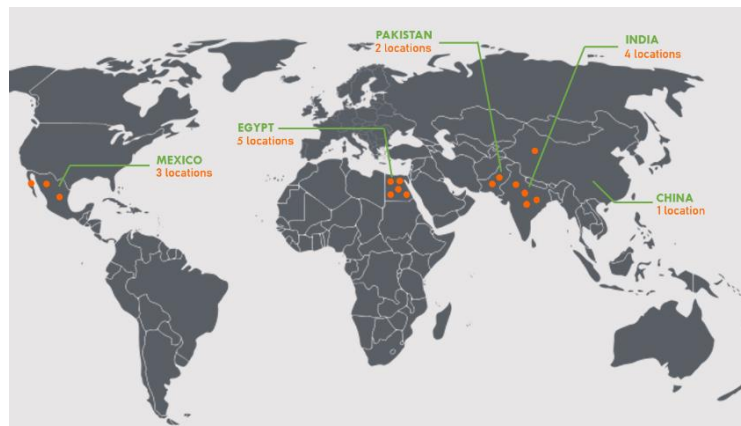 PAKISTAN
2 locations
INDIA
4 locations
EGYPT
5 locations
MEXICO
3 locations
CHINA
1 location